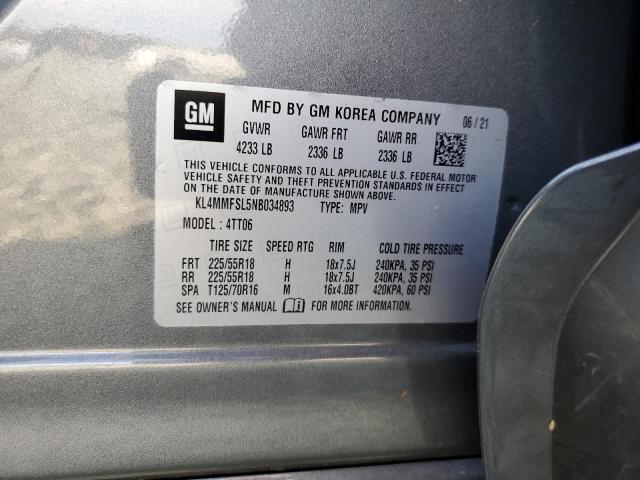 GM MFD BY GM KOREA COMPANY 06 / 21
GVWR GAWR FRT GAWR RR
4233 LB 2336 LB 2336 LB
THIS VEHICLE CONFORMS TO ALL APPLICABLE U.S. FEDERAL MOTOR
VEHICLE SAFETY AND THEFT PREVENTION STANDARDS IN EFFECT ON
THE DATE OF MANUFACTURE SHOWN ABOVE.
KL4MMFSL5NB034893 TYPE: MPV
MODEL: 4TT06
TIRE SIZE SPEED RTG RIM COLD TIRE PRESSURE
FRT 225/55R18 H 18x7.5J 240KPA, 35 PSI
RR 225/55R18 H 18x7.5J 240KPA, 35 PSI
SPA T125/70R16 M 16x4.0BT 420KPA, 60 PSI
SEE OWNER'S MANUAL FOR MORE INFORMATION.